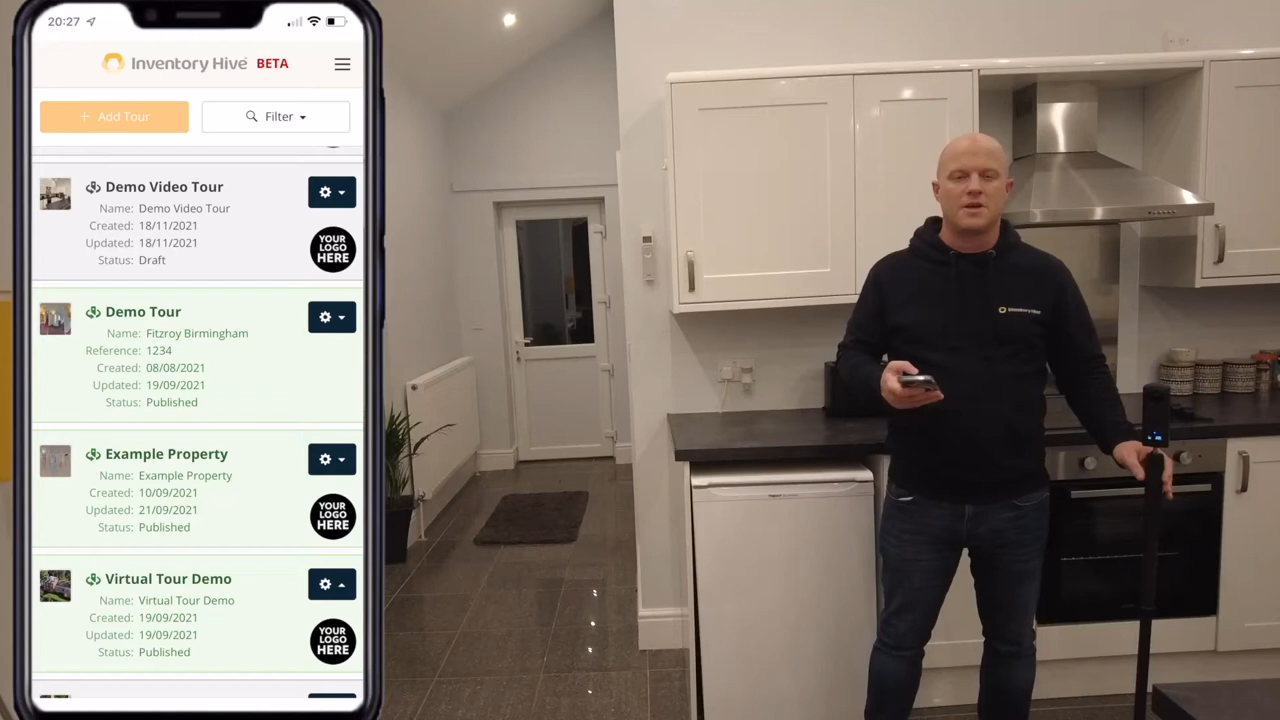 20:27
Inventory Hive BETA
+ Add Tour
Filter
Demo Video Tour
Name: Demo Video Tour
Created: 18/11/2021
Updated: 18/11/2021
Status: Draft
YOUR
LOGO
HERE
Demo Tour
Name: Fitzroy Birmingham
Reference: 1234
Created: 08/08/2021
Updated: 19/09/2021
Status: Published
Example Property
Name: Example Property
Created: 10/09/2021
Updated: 21/09/2021
Status: Published
YOUR
LOGO
HERE
Virtual Tour Demo
Name: Virtual Tour Demo
Created: 19/09/2021
Updated: 19/09/2021
Status: Published
YOUR
LOGO
HERE
Inventory Hive